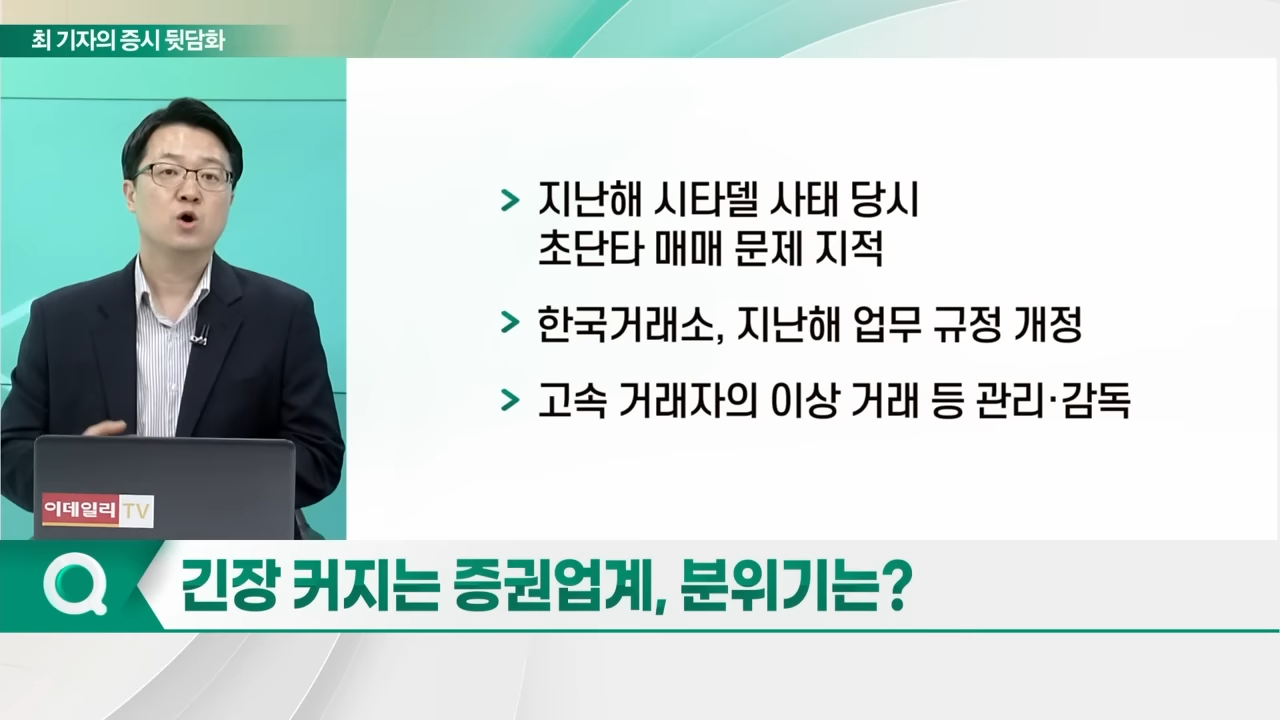 최 기자의 증시 뒷담화
> 지난해 시타델 사태 당시
초단타 매매 문제 지적
> 한국거래소, 지난해 업무 규정 개정
> 고속 거래자의 이상 거래 등 관리·감독
이데일리 TV
Q 긴장 커지는 증권업계, 분위기는?